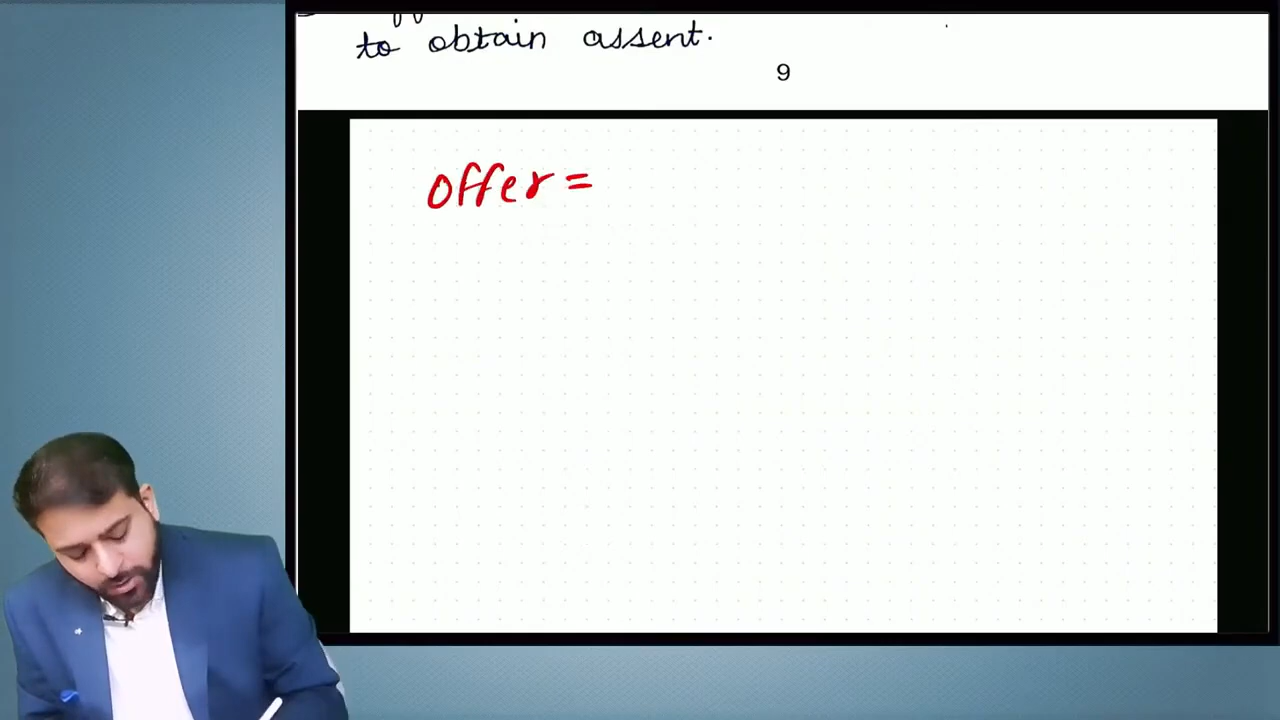 to obtain assent.
9
offer =